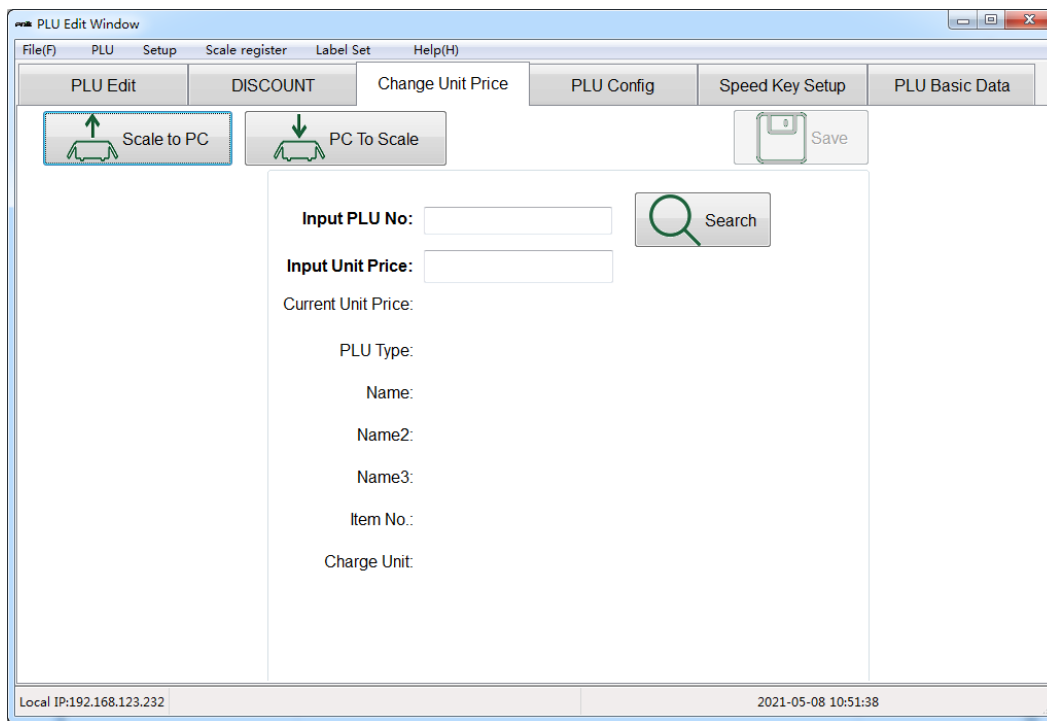 PLU Edit Window
File(F) PLU Setup Scale register Label Set Help(H)
PLU Edit DISCOUNT Change Unit Price PLU Config Speed Key Setup PLU Basic Data
Scale to PC PC To Scale Save
Input PLU No: Search
Input Unit Price:
Current Unit Price:
PLU Type:
Name:
Name2:
Name3:
Item No.:
Charge Unit:
Local IP:192.168.123.232 2021-05-08 10:51:38